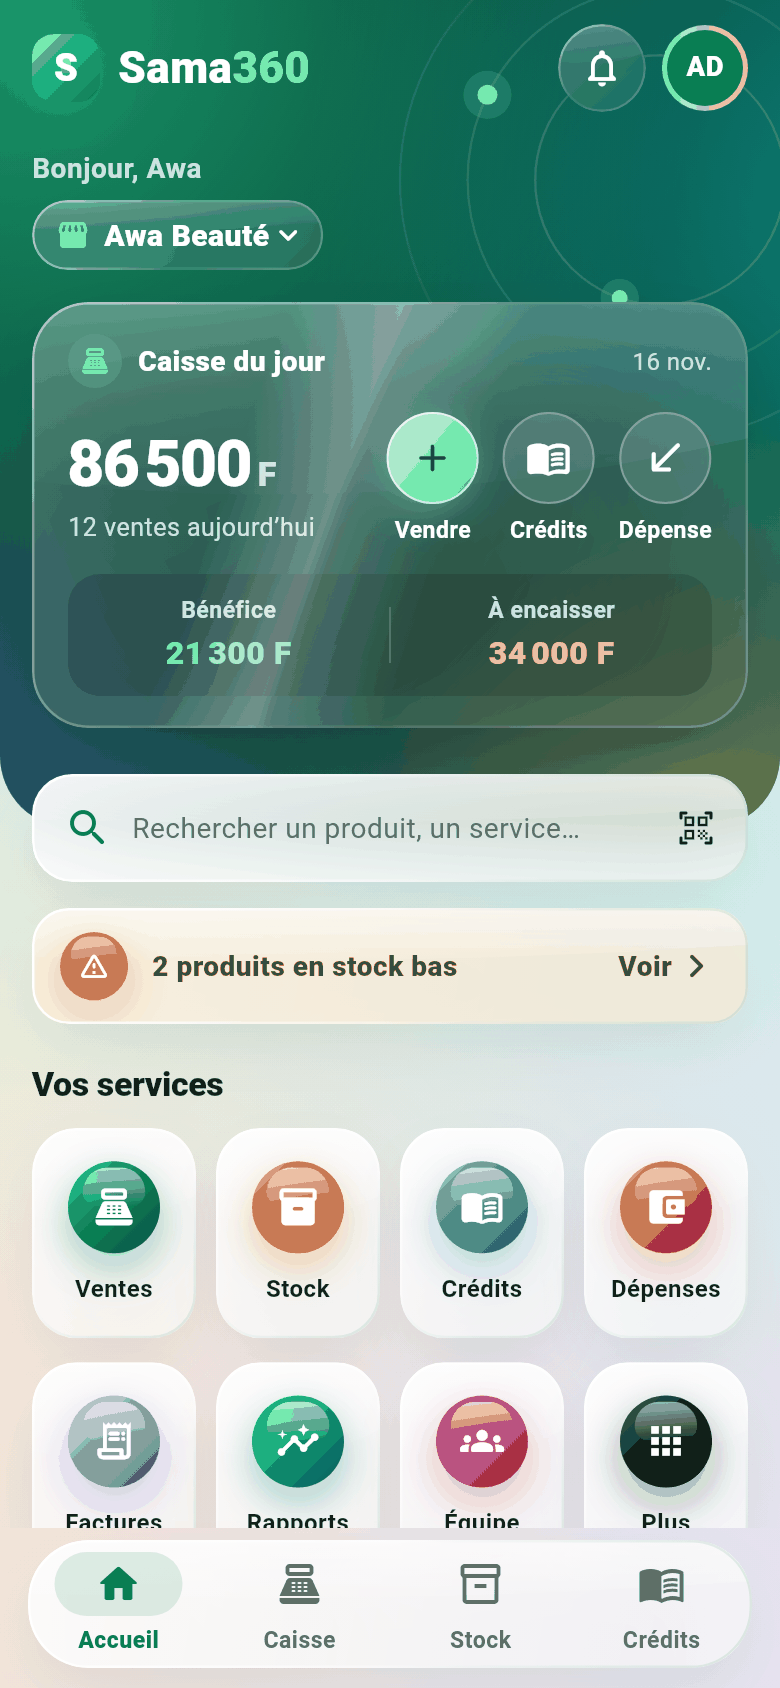 S Sama360 AD
Bonjour, Awa
Awa Beauté
Caisse du jour 16 nov.
86 500 F
12 ventes aujourd’hui
Vendre Crédits Dépense
Bénéfice À encaisser
21 300 F 34 000 F
Rechercher un produit, un service…
2 produits en stock bas Voir
Vos services
Ventes Stock Crédits Dépenses
Factures Rapports Équipe Plus
Accueil Caisse Stock Crédits